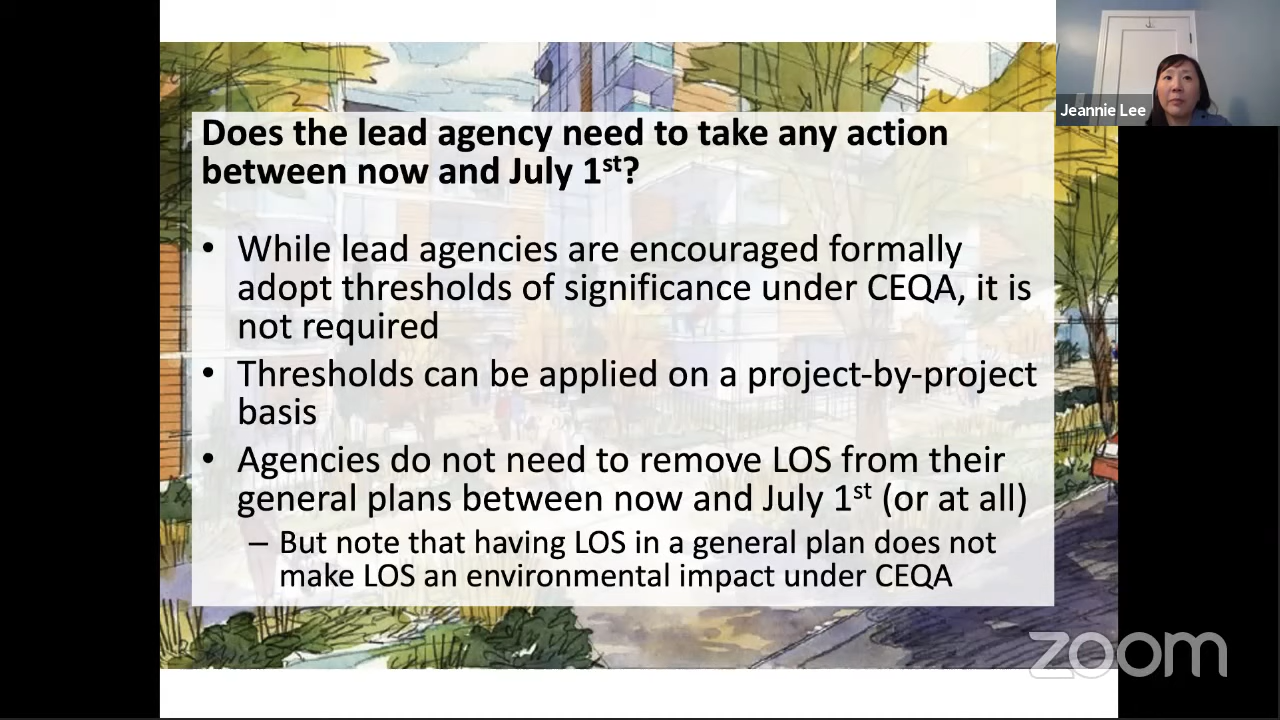 Jeannie Lee
Does the lead agency need to take any action
between now and July 1st?
• While lead agencies are encouraged formally
adopt thresholds of significance under CEQA, it is
not required
• Thresholds can be applied on a project-by-project
basis
• Agencies do not need to remove LOS from their
general plans between now and July 1st (or at all)
– But note that having LOS in a general plan does not
make LOS an environmental impact under CEQA
zoom